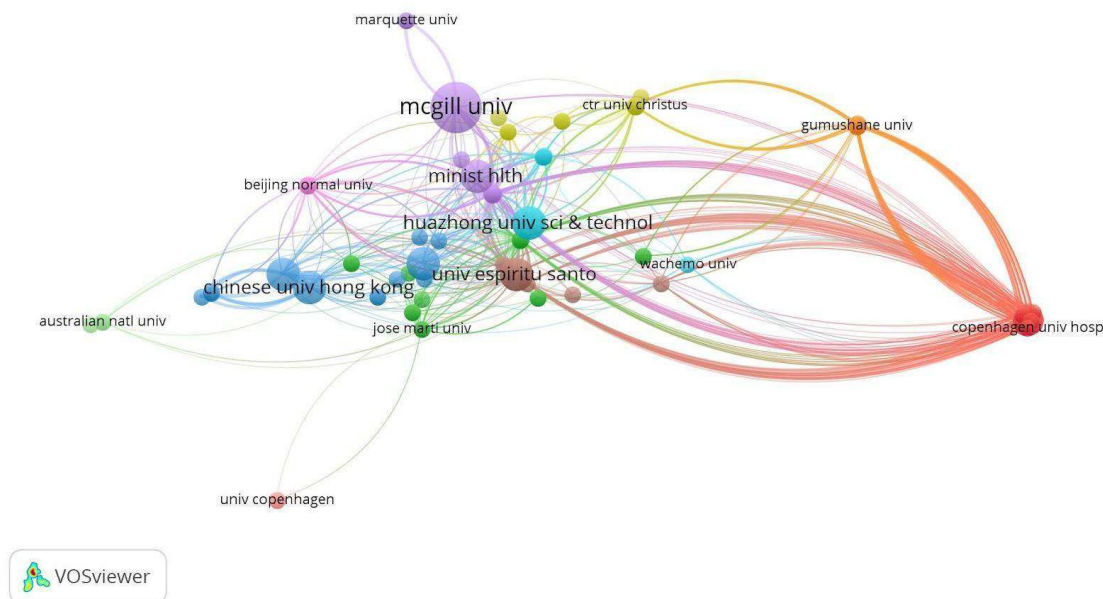 marquette univ
mcgill univ
ctr univ christus
gumushane univ
minist hlth
beijing normal univ
huazhong univ sci & technol
wachemo univ
univ espiritu santo
chinese univ hong kong
australian natl univ
jose marti univ
copenhagen univ hosp
univ copenhagen
VOSviewer